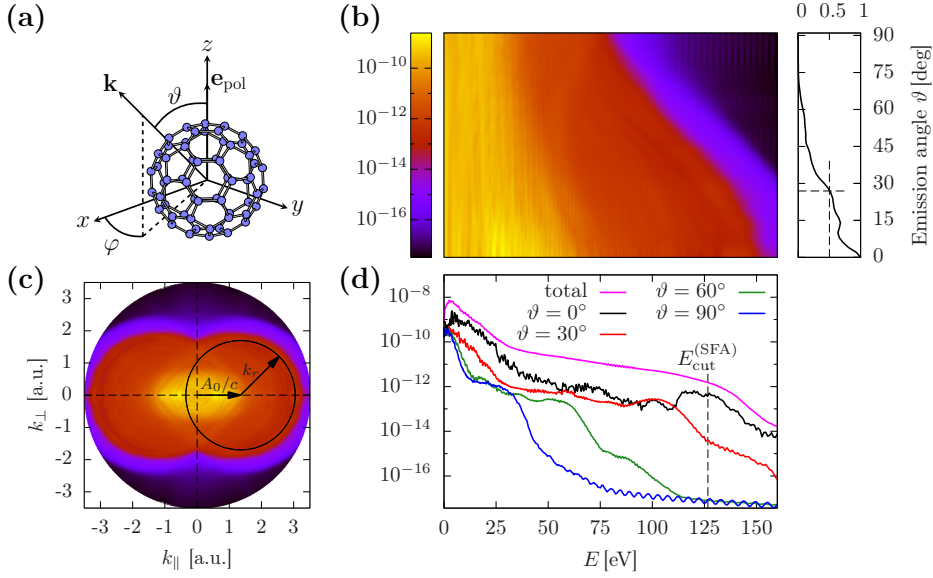 (a)
z
k
ϑ
e_pol
x
y
φ
(b)
10^−10
10^−12
10^−14
10^−16
0 0.5 1
90
75
60
45
30
15
0
Emission angle ϑ [deg]
(c)
3
2
1
0
-1
-2
-3
k_⊥ [a.u.]
A_0/c
k_r
-3 -2 -1 0 1 2 3
k_∥ [a.u.]
(d)
10^−8
10^−10
10^−12
10^−14
10^−16
total
ϑ = 0°
ϑ = 30°
ϑ = 60°
ϑ = 90°
E_cut^(SFA)
0 25 50 75 100 125 150
E [eV]